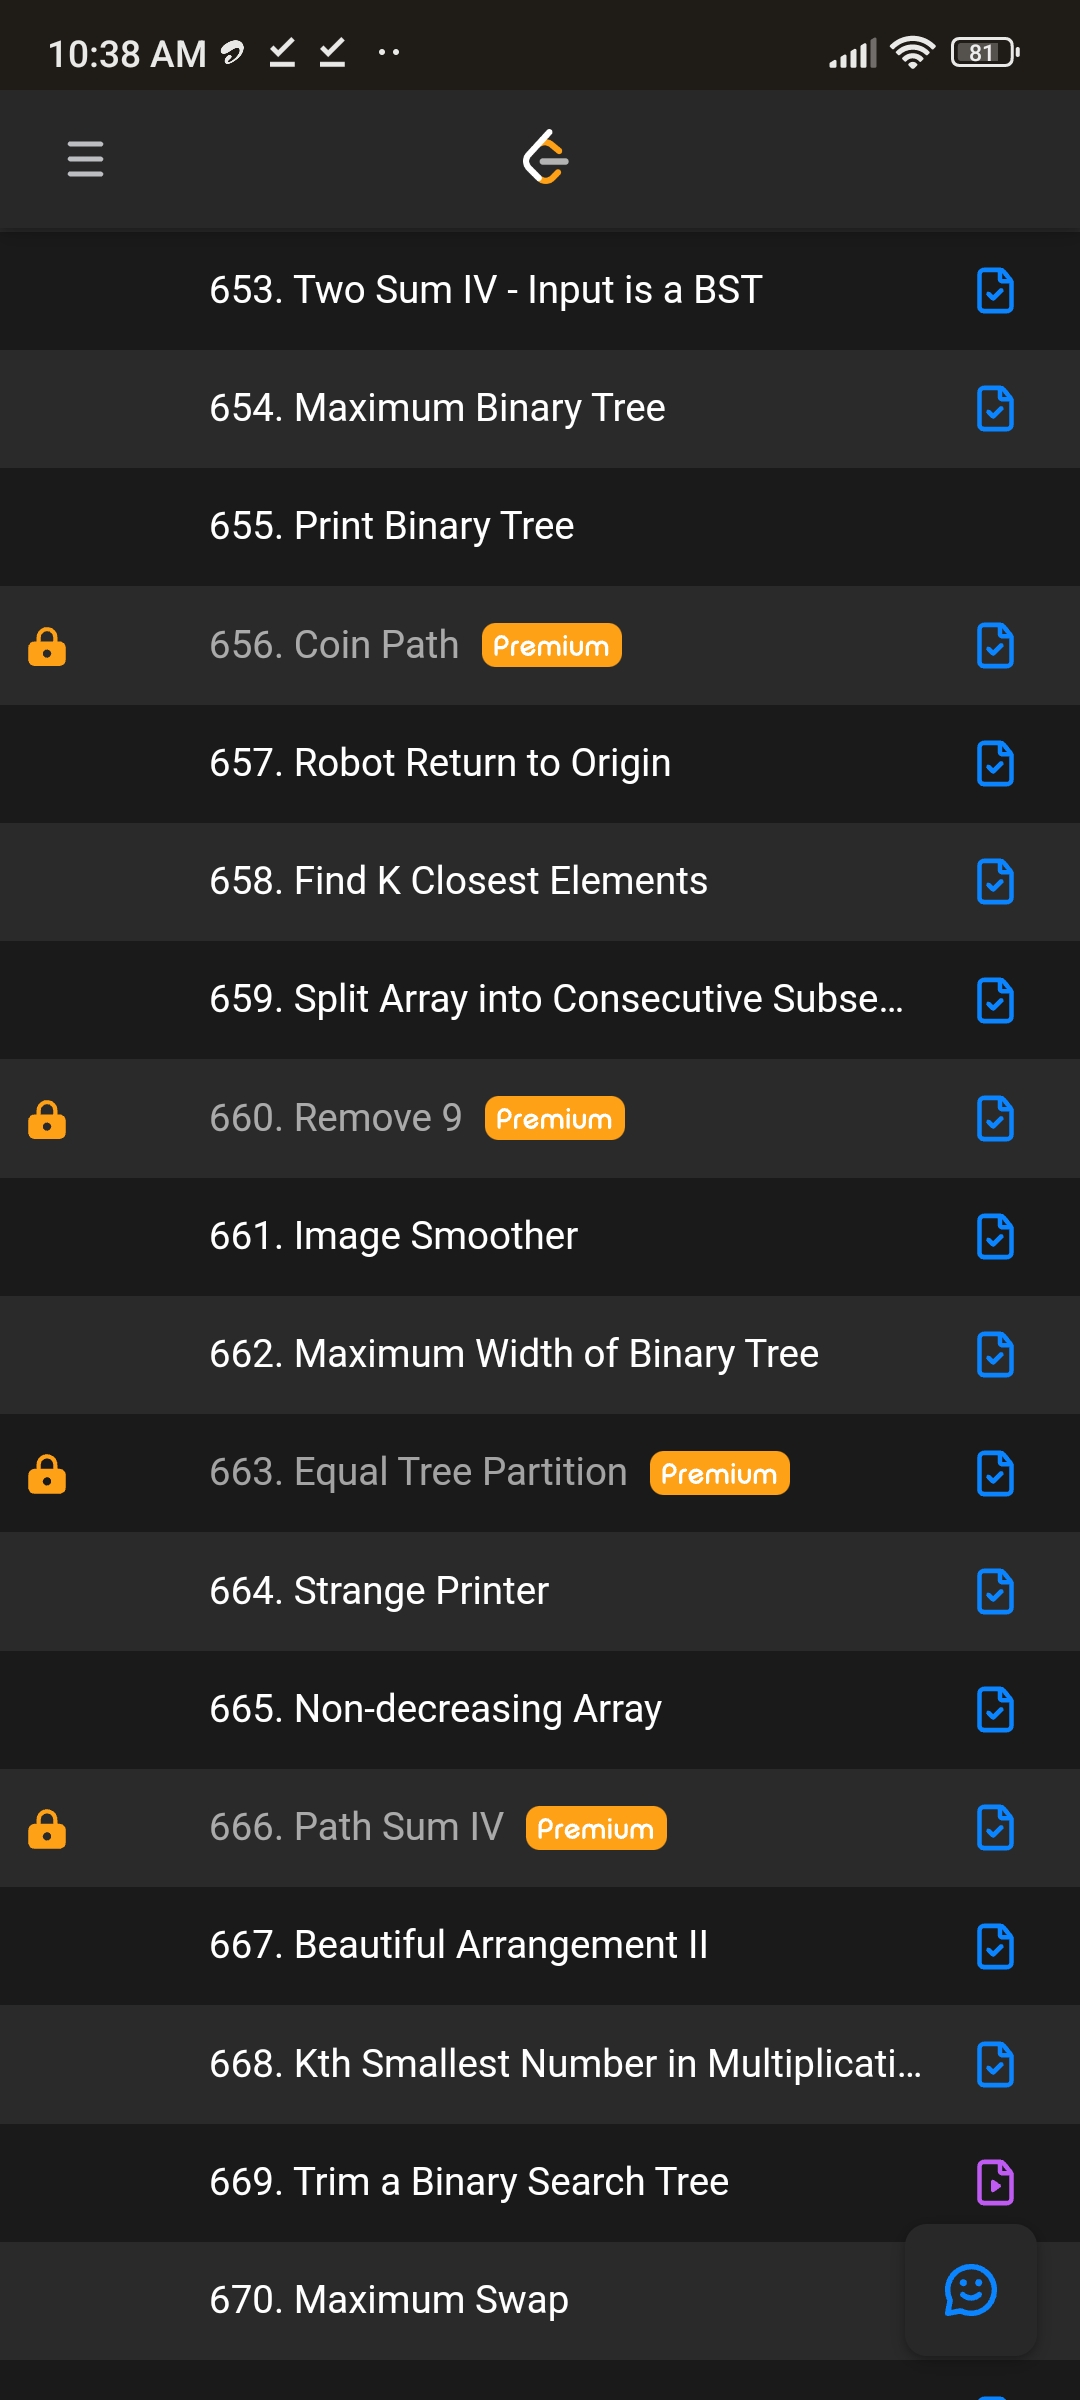 10:38 AM
81
653. Two Sum IV - Input is a BST
654. Maximum Binary Tree
655. Print Binary Tree
656. Coin Path Premium
657. Robot Return to Origin
658. Find K Closest Elements
659. Split Array into Consecutive Subse...
660. Remove 9 Premium
661. Image Smoother
662. Maximum Width of Binary Tree
663. Equal Tree Partition Premium
664. Strange Printer
665. Non-decreasing Array
666. Path Sum IV Premium
667. Beautiful Arrangement II
668. Kth Smallest Number in Multiplicati...
669. Trim a Binary Search Tree
670. Maximum Swap